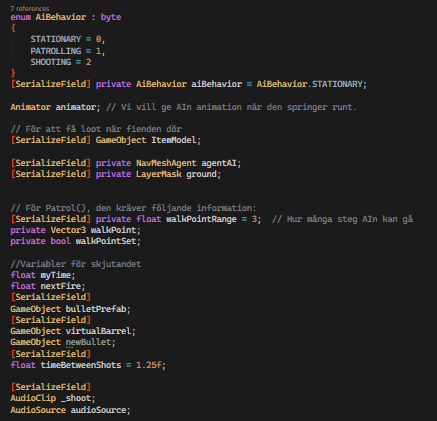 7 references
enum AiBehavior : byte
{
STATIONARY = 0,
PATROLLING = 1,
SHOOTING = 2
}
[SerializeField] private AiBehavior aiBehavior = AiBehavior.STATIONARY;
Animator animator; // Vi vill ge AIn animation när den springer runt.
// För att få loot när fienden dör
[SerializeField] GameObject ItemModel;
[SerializeField] private NavMeshAgent agentAI;
[SerializeField] private LayerMask ground;
// För Patrol(), den kräver följande information:
[SerializeField] private float walkPointRange = 3; // Hur många steg AIn kan gå
private Vector3 walkPoint;
private bool walkPointSet;
//Variabler för skjutandet
float myTime;
float nextFire;
[SerializeField]
GameObject bulletPrefab;
[SerializeField]
GameObject virtualBarrel;
GameObject newBullet;
[SerializeField]
float timeBetweenShots = 1.25f;
[SerializeField]
AudioClip _shoot;
AudioSource audioSource;